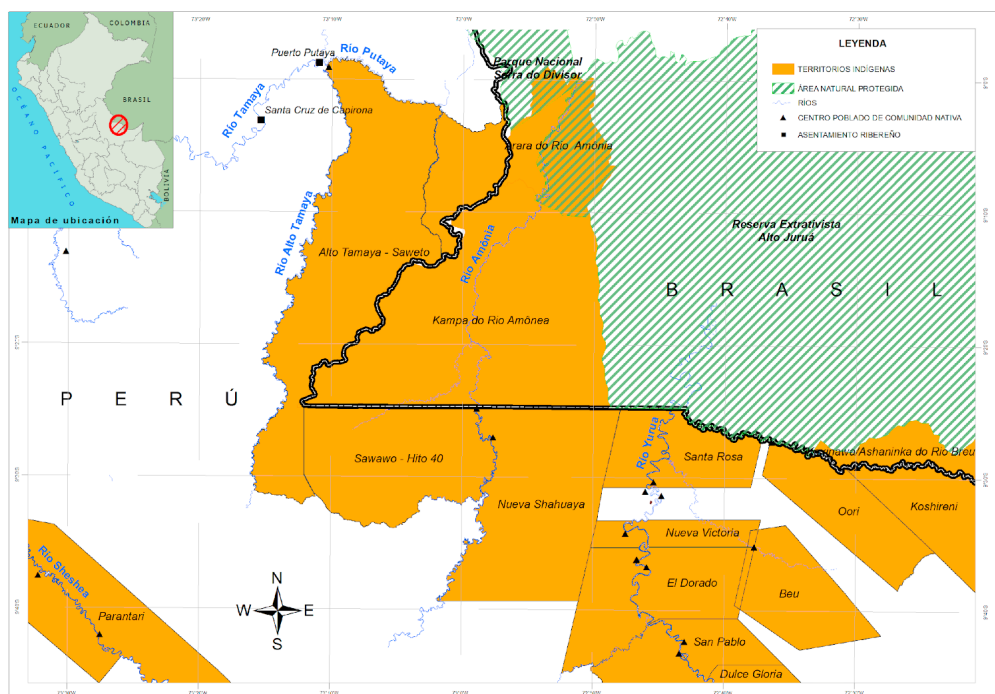 ECUADOR
COLOMBIA
BRASIL
BOLIVIA
OCÉANO PACÍFICO
Mapa de ubicación
LEYENDA
TERRITORIOS INDÍGENAS
ÁREA NATURAL PROTEGIDA
RÍOS
CENTRO POBLADO DE COMUNIDAD NATIVA
ASENTAMIENTO RIBEREÑO
Puerto Putaya
Río Putaya
Parque Nacional
Serra do Divisor
Río Tamaya
Santa Cruz de Capirona
Arara do Rio Amônia
Río Alto Tamaya
Alto Tamaya - Saweto
Río Amônia
Reserva Extrativista
Alto Juruá
BRASIL
Kampa do Rio Amônea
PERÚ
Sawawo - Hito 40
Río Yurua
Santa Rosa
Ashaninka do Rio Breu
Nueva Shahuaya
Oori
Koshireni
Nueva Victoria
Río Sheshea
El Dorado
Beu
Parantari
San Pablo
Dulce Gloria
N
W
E
S